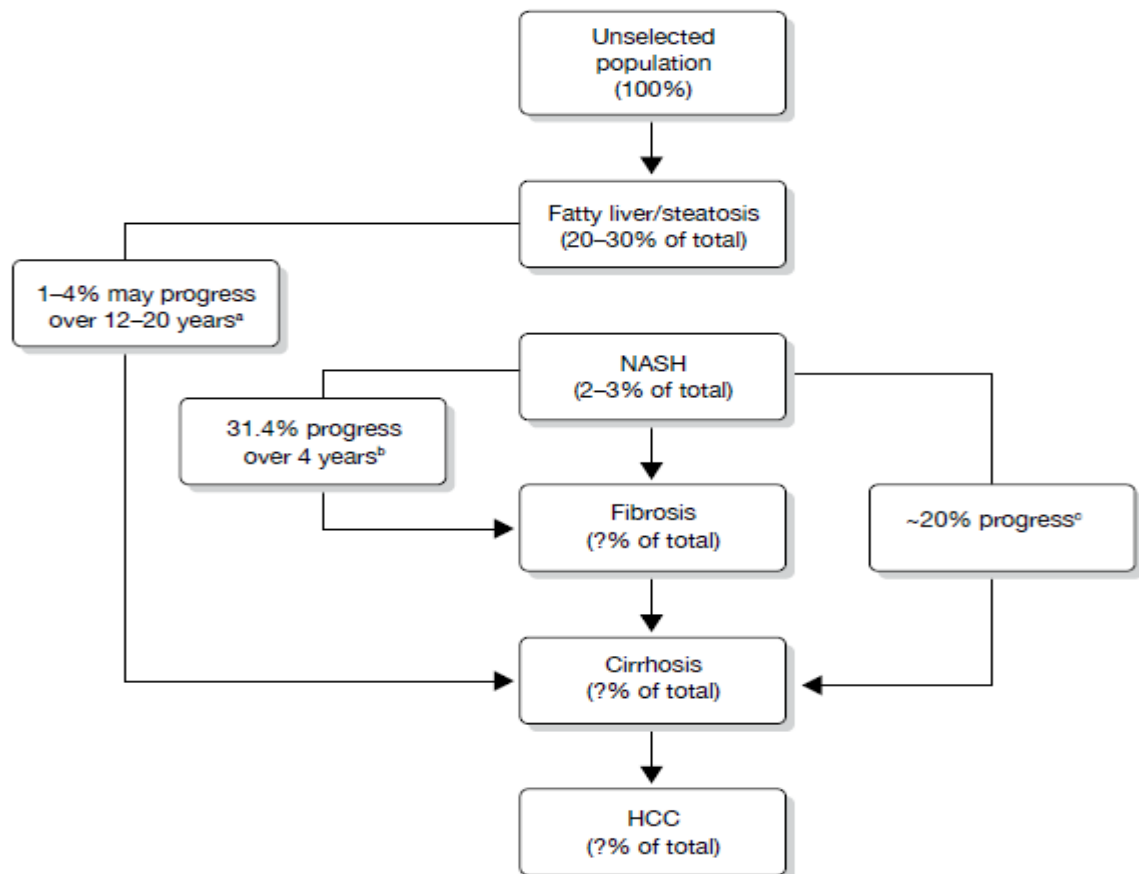 Unselected
population
(100%)
Fatty liver/steatosis
(20–30% of total)
1–4% may progress
over 12–20 yearsᵃ
NASH
(2–3% of total)
31.4% progress
over 4 yearsᵇ
Fibrosis
(?% of total)
~20% progressᶜ
Cirrhosis
(?% of total)
HCC
(?% of total)